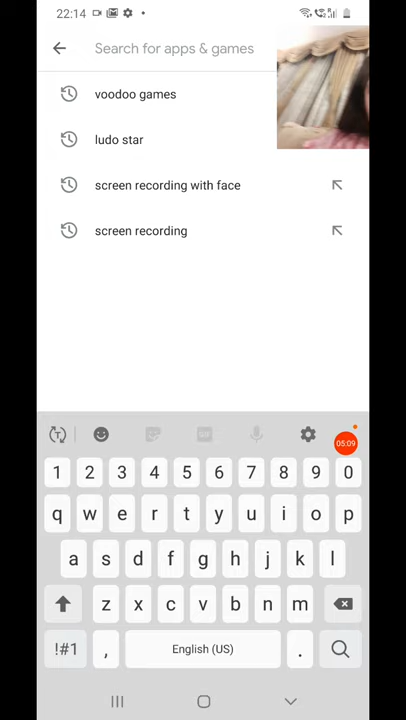 22:14
Search for apps & games
voodoo games
ludo star
screen recording with face
screen recording
T
GIF
05:09
1 2 3 4 5 6 7 8 9 0
q w e r t y u i o p
a s d f g h j k l
z x c v b n m
!#1 , English (US) .